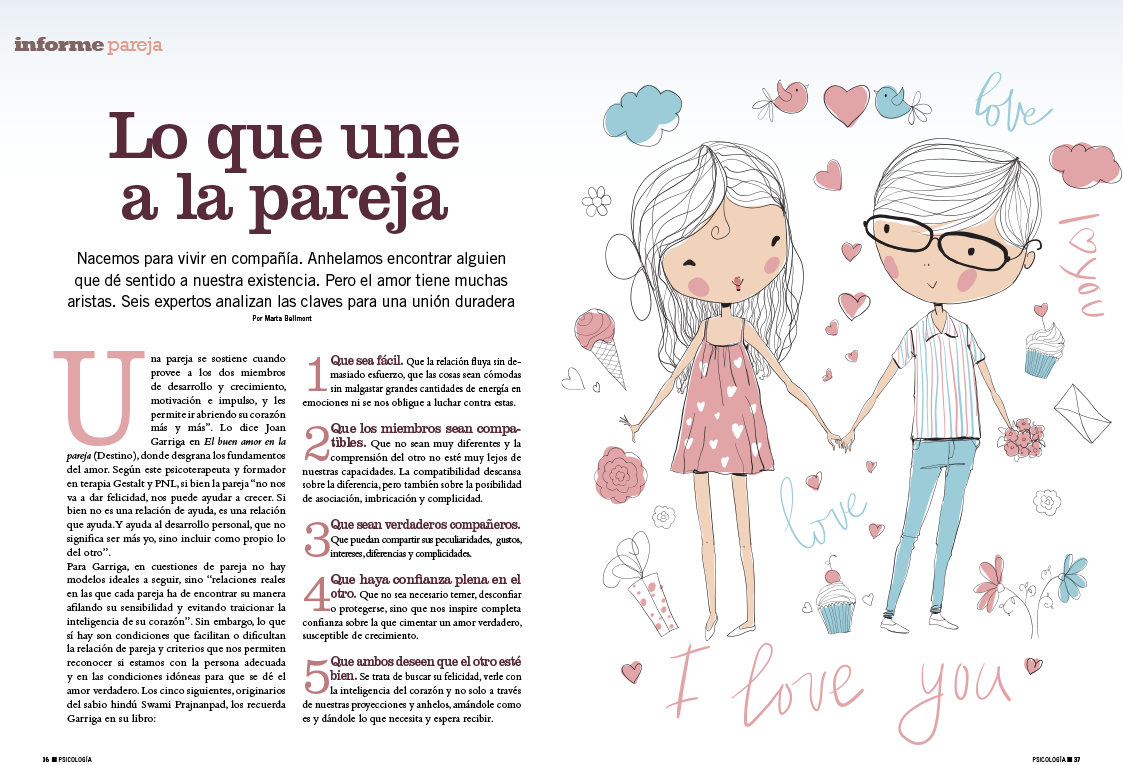 informe pareja
Lo que une
a la pareja
Nacemos para vivir en compañía. Anhelamos encontrar alguien
que dé sentido a nuestra existencia. Pero el amor tiene muchas
aristas. Seis expertos analizan las claves para una unión duradera
Por Marta Bellmont
Una pareja se sostiene cuando
provee a los dos miembros
de desarrollo y crecimiento,
motivación e impulso, y les
permite ir abriendo su corazón
más y más”. Lo dice Joan
Garriga en El buen amor en la
pareja (Destino), donde desgrana los fundamentos
del amor. Según este psicoterapeuta y formador
en terapia Gestalt y PNL, si bien la pareja “no nos
va a dar felicidad, nos puede ayudar a crecer. Si
bien no es una relación de ayuda, es una relación
que ayuda. Y ayuda al desarrollo personal, que no
significa ser más yo, sino incluir como propio lo
del otro”.
Para Garriga, en cuestiones de pareja no hay
modelos ideales a seguir, sino “relaciones reales
en las que cada pareja ha de encontrar su manera
afilando su sensibilidad y evitando traicionar la
inteligencia de su corazón”. Sin embargo, lo que
sí hay son condiciones que facilitan o dificultan
la relación de pareja y criterios que nos permiten
reconocer si estamos con la persona adecuada
y en las condiciones idóneas para que se dé el
amor verdadero. Los cinco siguientes, originarios
del sabio hindú Swami Prajnanpad, los recuerda
Garriga en su libro:
1 Que sea fácil. Que la relación fluya sin de-
masiado esfuerzo, que las cosas sean cómodas
sin malgastar grandes cantidades de energía en
emociones ni se nos obligue a luchar contra estas.
2 Que los miembros sean compa-
tibles. Que no sean muy diferentes y la
comprensión del otro no esté muy lejos de
nuestras capacidades. La compatibilidad descansa
sobre la diferencia, pero también sobre la posibilidad
de asociación, imbricación y complicidad.
3 Que sean verdaderos compañeros.
Que puedan compartir sus peculiaridades, gustos,
intereses, diferencias y complicidades.
4 Que haya confianza plena en el
otro. Que no sea necesario temer, desconfiar
o protegerse, sino que nos inspire completa
confianza sobre la que cimentar un amor verdadero,
susceptible de crecimiento.
5 Que ambos deseen que el otro esté
bien. Se trata de buscar su felicidad, verle con
la inteligencia del corazón y no solo a través
de nuestras proyecciones y anhelos, amándole como
es y dándole lo que necesita y espera recibir.
love
I you
love
I love you
36 PSICOLOGÍA
PSICOLOGÍA 37